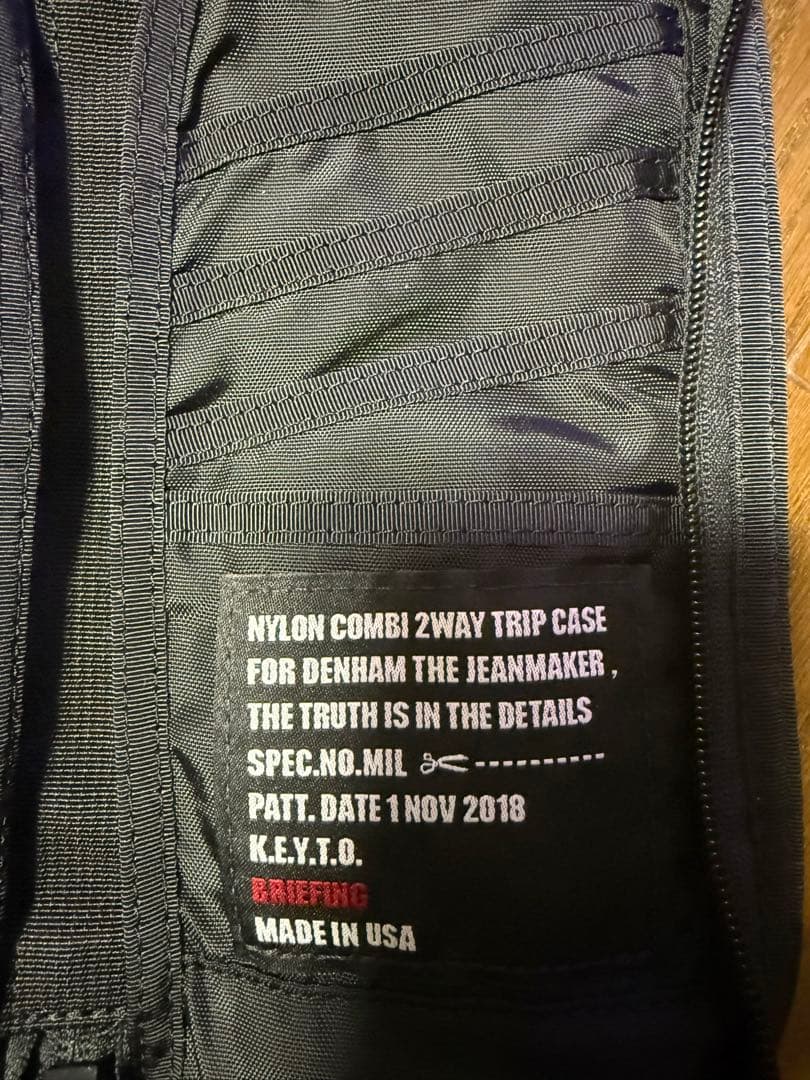 NYLON COMBI 2WAY TRIP CASE
FOR DENHAM THE JEANMAKER ,
THE TRUTH IS IN THE DETAILS
SPEC.NO.MIL ✂----------
PATT. DATE 1 NOV 2018
K.E.Y.T.O.
BRIEFING
MADE IN USA